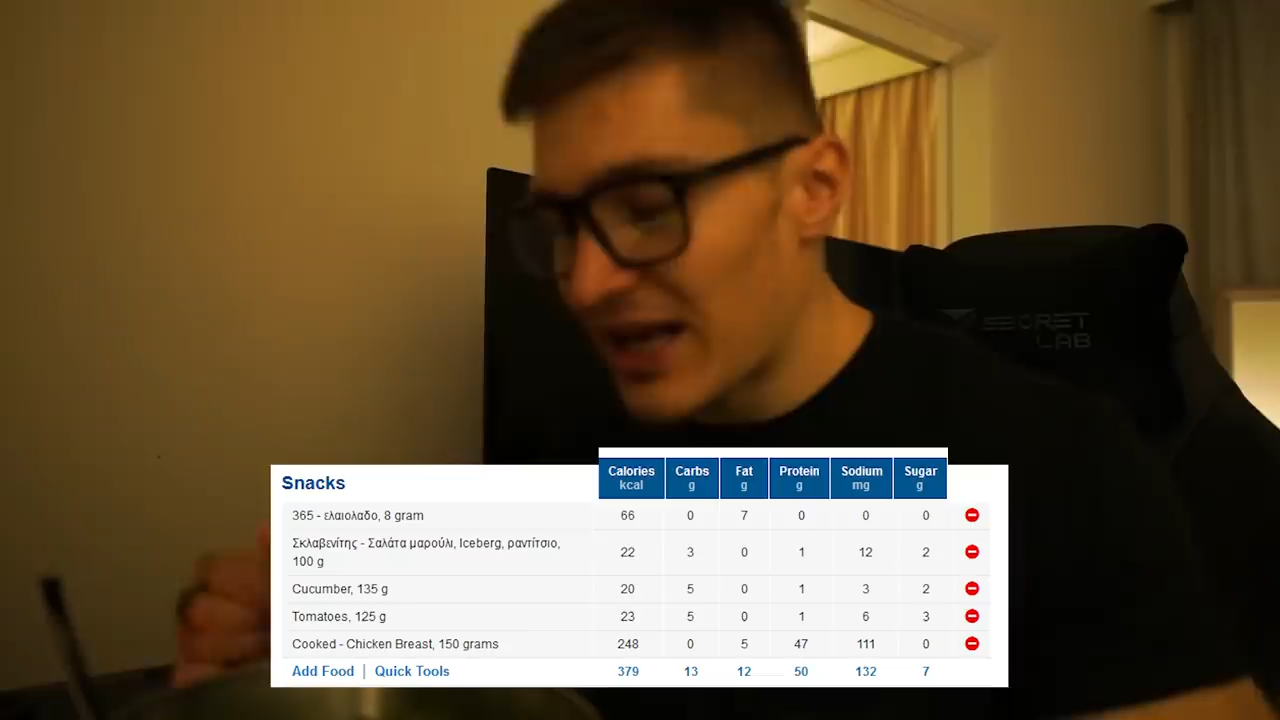 SECRET
LAB
Calories Carbs Fat Protein Sodium Sugar
kcal g g g mg g
Snacks
365 - ελαιολαδο, 8 gram 66 0 7 0 0 0
Σκλαβενίτης - Σαλάτα μαρούλι, Iceberg, ραντίτσιο,
100 g 22 3 0 1 12 2
Cucumber, 135 g 20 5 0 1 3 2
Tomatoes, 125 g 23 5 0 1 6 3
Cooked - Chicken Breast, 150 grams 248 0 5 47 111 0
Add Food | Quick Tools 379 13 12 50 132 7